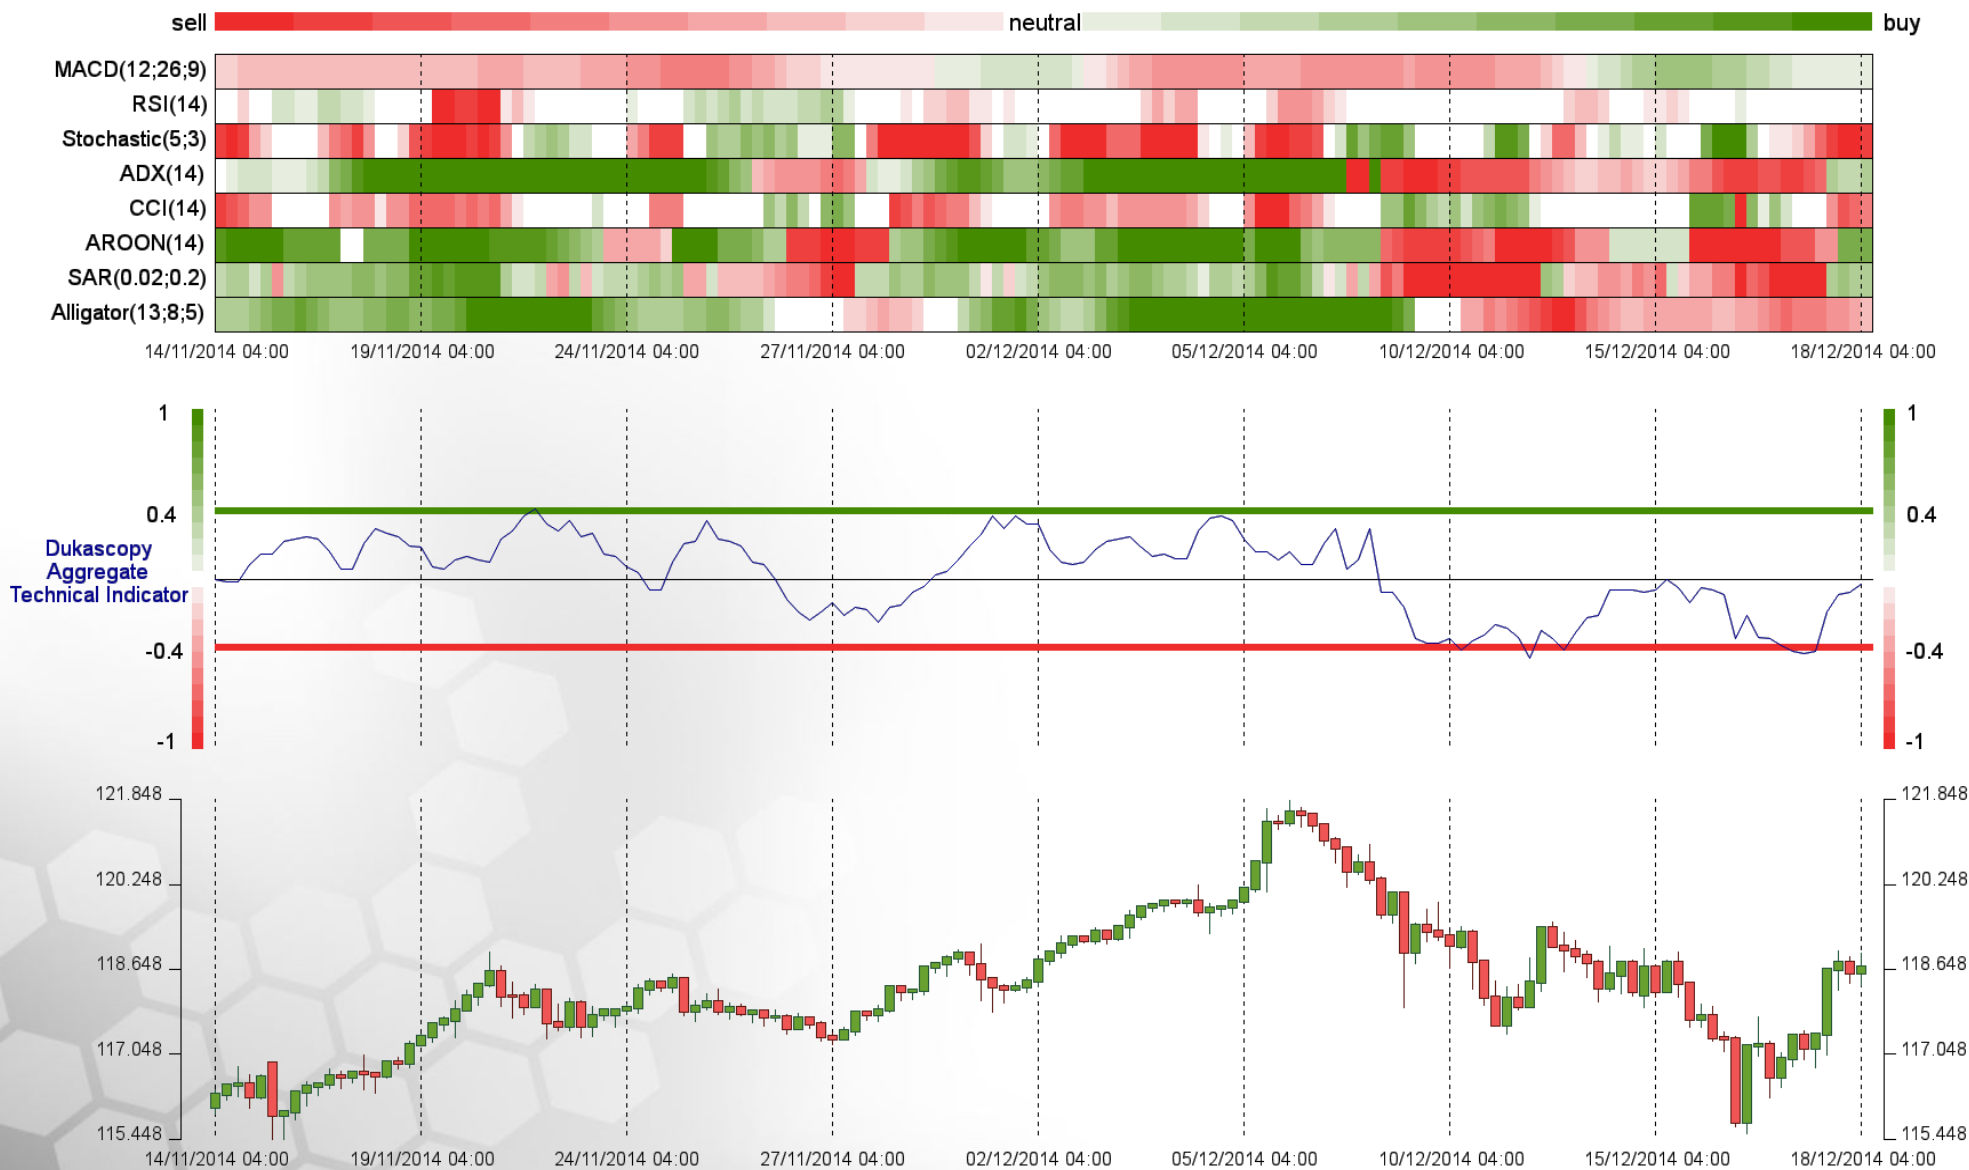 sell neutral buy
MACD(12;26;9)
RSI(14)
Stochastic(5;3)
ADX(14)
CCI(14)
AROON(14)
SAR(0.02;0.2)
Alligator(13;8;5)
14/11/2014 04:00 19/11/2014 04:00 24/11/2014 04:00 27/11/2014 04:00 02/12/2014 04:00 05/12/2014 04:00 10/12/2014 04:00 15/12/2014 04:00 18/12/2014 04:00
1 1
0.4 0.4
Dukascopy
Aggregate
Technical Indicator
-0.4 -0.4
-1 -1
121.848 121.848
120.248 120.248
118.648 118.648
117.048 117.048
115.448 115.448
14/11/2014 04:00 19/11/2014 04:00 24/11/2014 04:00 27/11/2014 04:00 02/12/2014 04:00 05/12/2014 04:00 10/12/2014 04:00 15/12/2014 04:00 18/12/2014 04:00